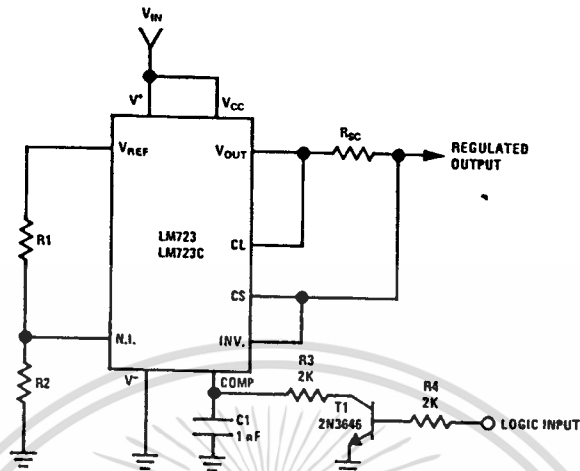 VIN
V+
VCC
VREF
VOUT
RSC
REGULATED
OUTPUT
R1
LM723
LM723C
CL
CS
N.I.
INV.
R2
V-
COMP
R3
2K
R4
2K
T1
2N3646
C1
1 nF
LOGIC INPUT